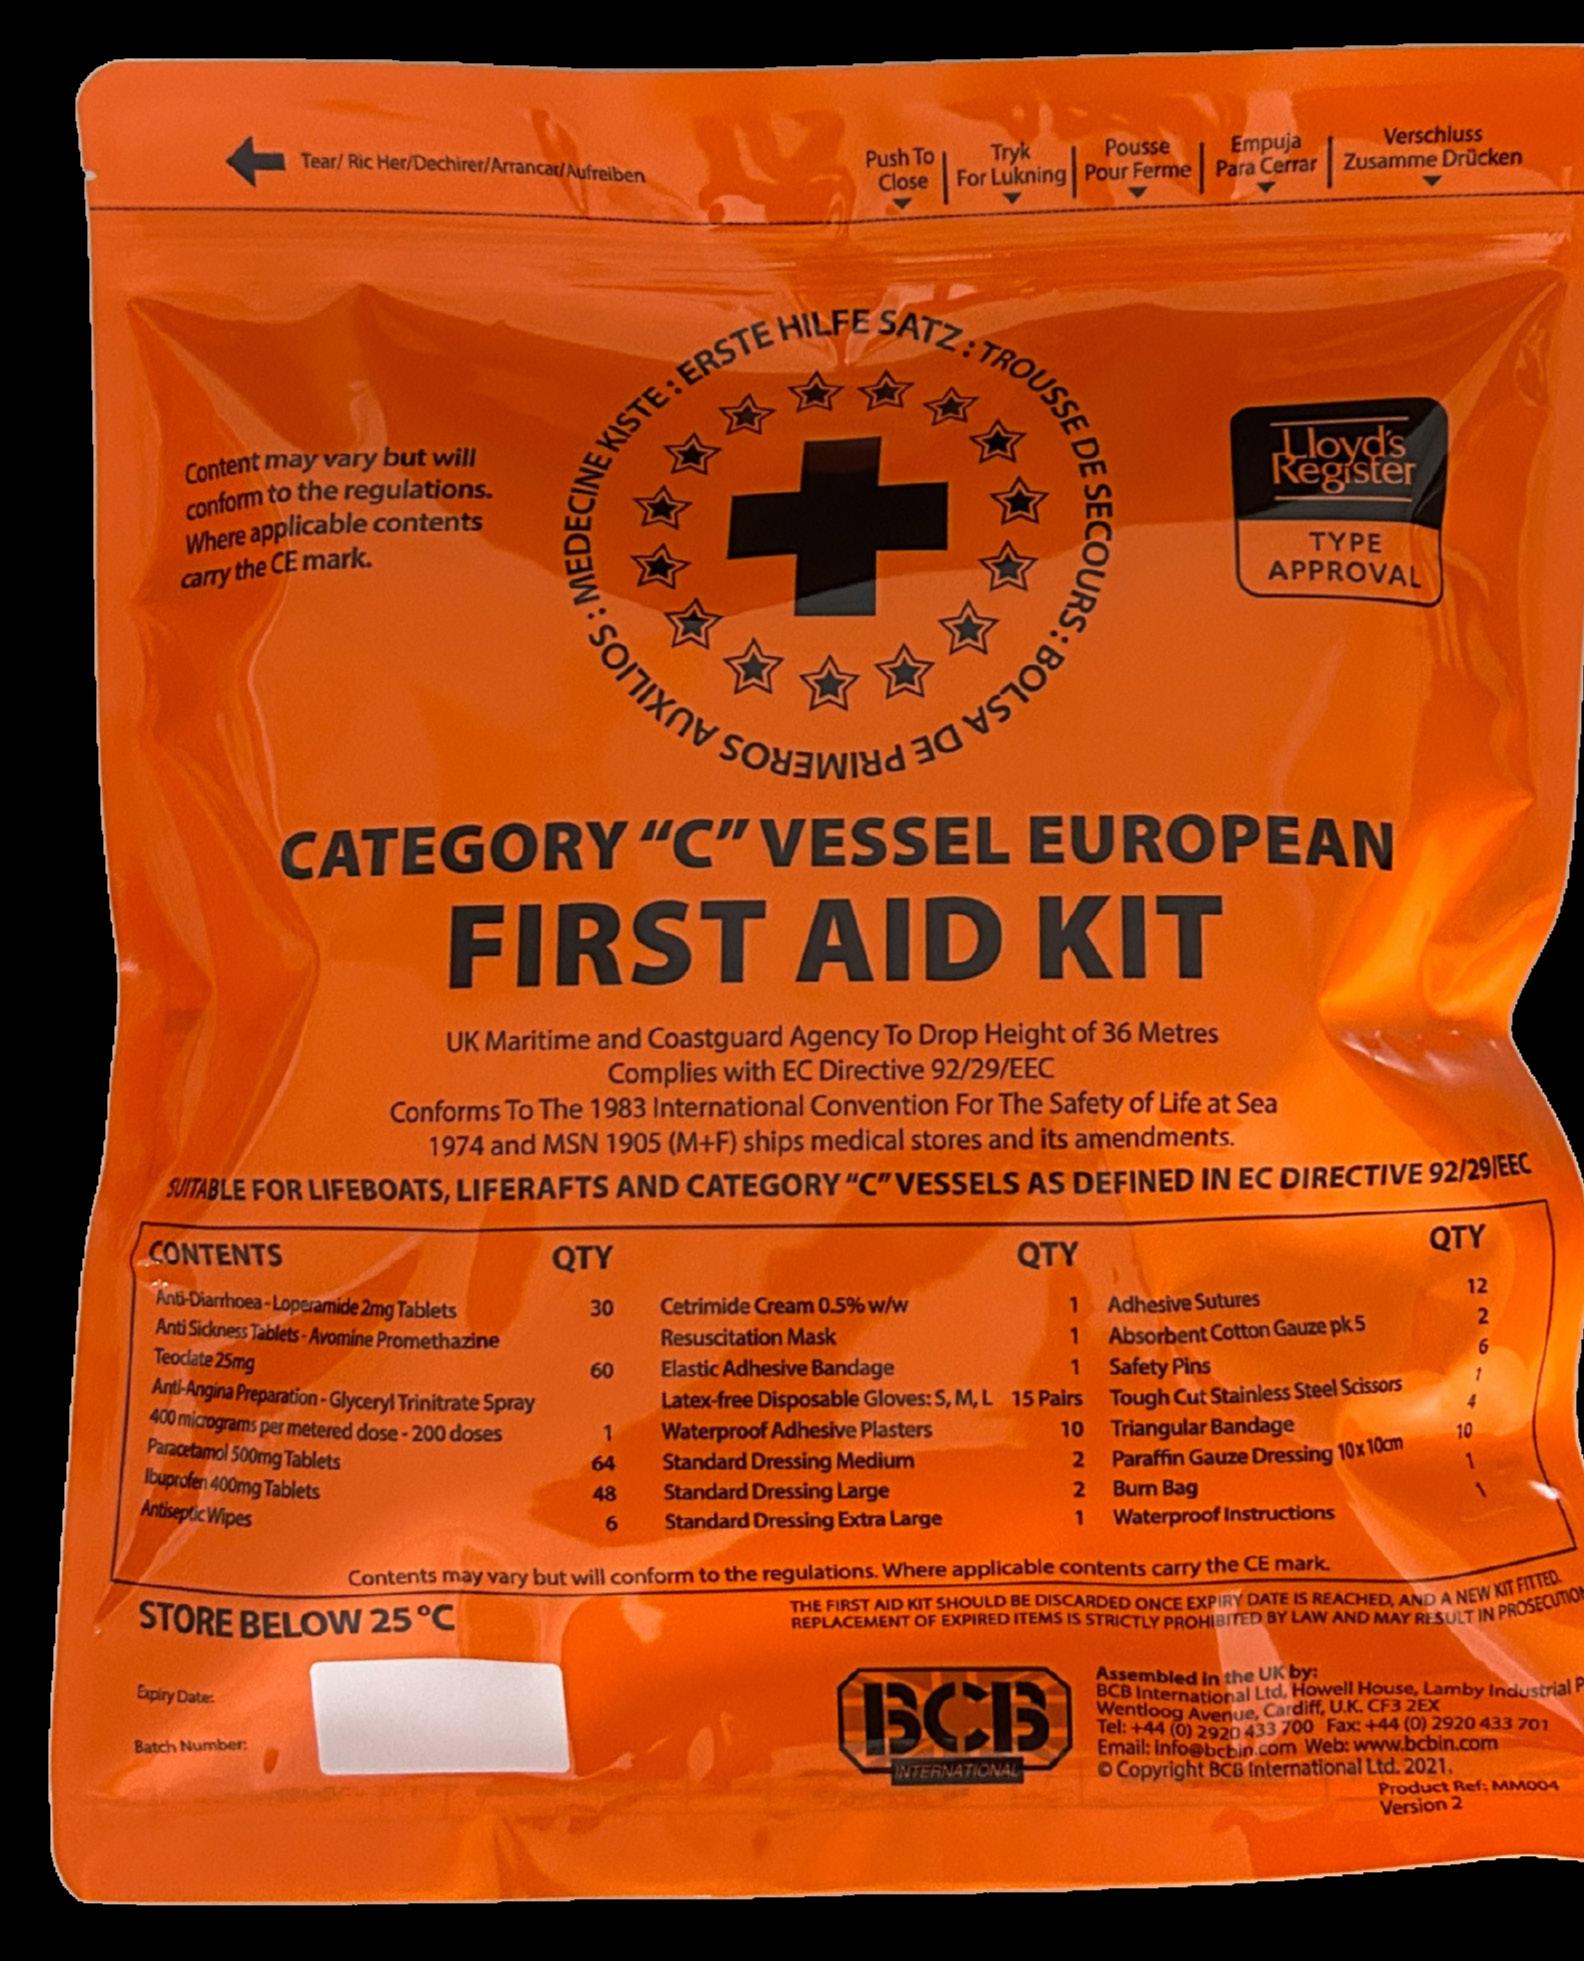 Tear/ Ric Her/Dechirer/Arrancar/Aufreiben
Push To Close
Tryk For Lukning
Pousse Pour Ferme
Empuja Para Cerrar
Verschluss Zusamme Drücken
MEDECINE KISTE : ERSTE HILFE SATZ : TROUSSE DE SECOURS : BOLSA DE PRIMEROS AUXILIOS :
Content may vary but will
conform to the regulations.
Where applicable contents
carry the CE mark.
Lloyd's
Register
TYPE
APPROVAL
CATEGORY "C" VESSEL EUROPEAN
FIRST AID KIT
UK Maritime and Coastguard Agency To Drop Height of 36 Metres
Complies with EC Directive 92/29/EEC
Conforms To The 1983 International Convention For The Safety of Life at Sea
1974 and MSN 1905 (M+F) ships medical stores and its amendments.
SUITABLE FOR LIFEBOATS, LIFERAFTS AND CATEGORY "C" VESSELS AS DEFINED IN EC DIRECTIVE 92/29/EEC
CONTENTS QTY
Anti-Diarrhoea - Loperamide 2mg Tablets 30
Anti Sickness Tablets - Avomine Promethazine
Teoclate 25mg 60
Anti-Angina Preparation - Glyceryl Trinitrate Spray
400 micrograms per metered dose - 200 doses 1
Paracetamol 500mg Tablets 64
Ibuprofen 400mg Tablets 48
Antiseptic Wipes 6
QTY
Cetrimide Cream 0.5% w/w 1
Resuscitation Mask 1
Elastic Adhesive Bandage 1
Latex-free Disposable Gloves: S, M, L 15 Pairs
Waterproof Adhesive Plasters 10
Standard Dressing Medium 2
Standard Dressing Large 2
Standard Dressing Extra Large 1
QTY
Adhesive Sutures 12
Absorbent Cotton Gauze pk 5 2
Safety Pins 6
Tough Cut Stainless Steel Scissors 1
Triangular Bandage 4
Paraffin Gauze Dressing 10x10cm 10
Burn Bag 1
Waterproof Instructions 1
Contents may vary but will conform to the regulations. Where applicable contents carry the CE mark.
STORE BELOW 25 °C
THE FIRST AID KIT SHOULD BE DISCARDED ONCE EXPIRY DATE IS REACHED, AND A NEW KIT FITTED.
REPLACEMENT OF EXPIRED ITEMS IS STRICTLY PROHIBITED BY LAW AND MAY RESULT IN PROSECUTION
Expiry Date:
Batch Number:
BCB
INTERNATIONAL
Assembled in the UK by:
BCB International Ltd, Howell House, Lamby Industrial
Wentloog Avenue, Cardiff, U.K. CF3 2EX
Tel: +44 (0) 2920 433 700 Fax: +44 (0) 2920 433 701
Email: info@bcbin.com Web: www.bcbin.com
© Copyright BCB International Ltd. 2021.
Product Ref: MM004
Version 2